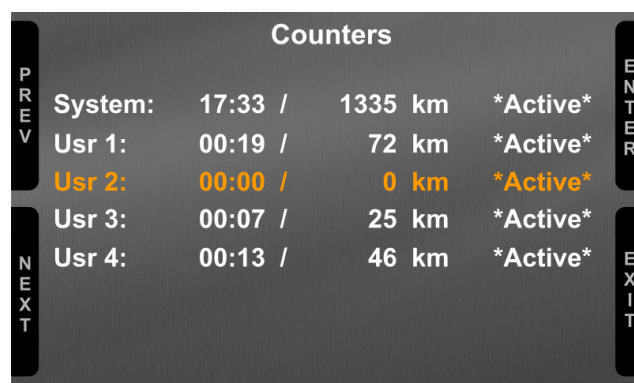 Counters
PREV
ENTER
System: 17:33 / 1335 km *Active*
Usr 1: 00:19 / 72 km *Active*
Usr 2: 00:00 / 0 km *Active*
Usr 3: 00:07 / 25 km *Active*
Usr 4: 00:13 / 46 km *Active*
NEXT
EXIT